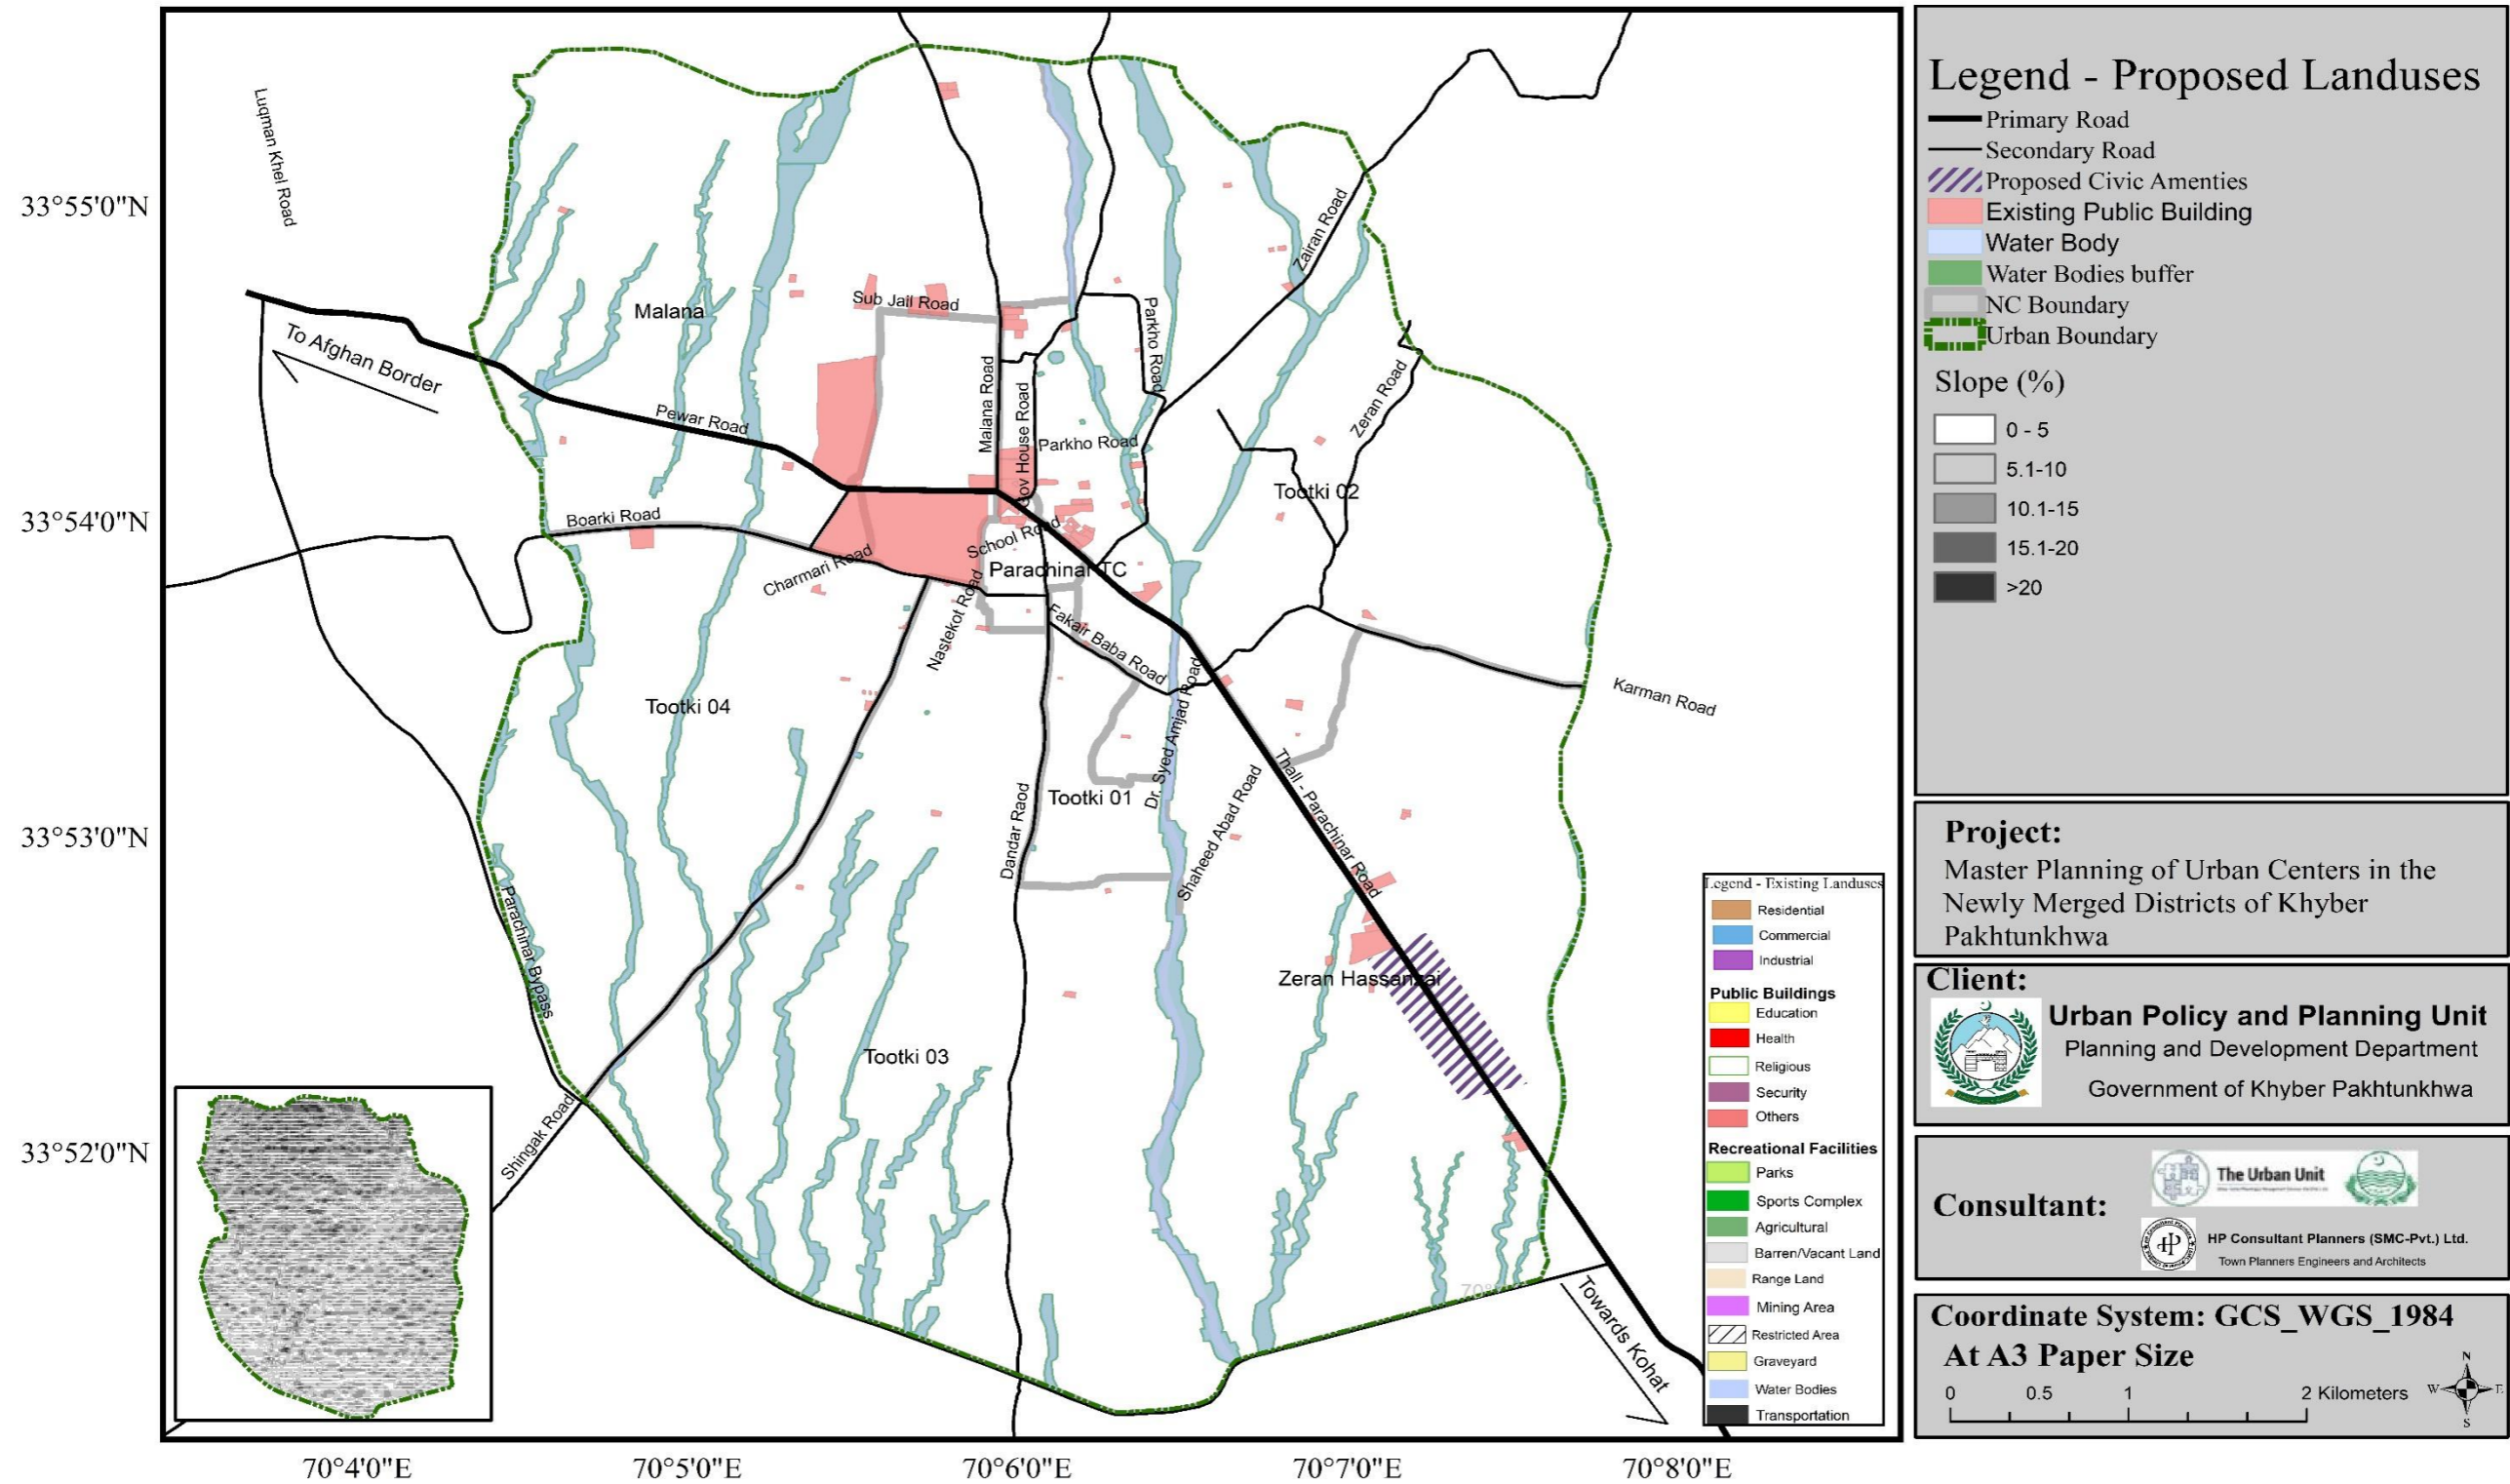 Luqman Khel Road
33°55'0"N
33°54'0"N
33°53'0"N
33°52'0"N
70°4'0"E
70°5'0"E
70°6'0"E
70°7'0"E
70°8'0"E
To Afghan Border
Malana
Pewar Road
Sub Jail Road
Malana Road
Gov House Road
Parkho Road
Parkho Road
Zairan Road
Zeran Road
Tootki 02
Boarki Road
Charmari Road
School Road
Parachinar TC
Nastekot Road
Fakair Baba Road
Karman Road
Tootki 04
Dr. Syed Amjad Road
Tootki 01
Dandar Raod
Shaheed Abad Road
Thall - Parachinar Road
Parachinar Bypass
Zeran Hassanzai
Tootki 03
Shingak Road
70°
Towards Kohat
Legend - Existing Landuses
Residential
Commercial
Industrial
Public Buildings
Education
Health
Religious
Security
Others
Recreational Facilities
Parks
Sports Complex
Agricultural
Barren/Vacant Land
Range Land
Mining Area
Restricted Area
Graveyard
Water Bodies
Transportation
Legend - Proposed Landuses
Primary Road
Secondary Road
Proposed Civic Amenties
Existing Public Building
Water Body
Water Bodies buffer
NC Boundary
Urban Boundary
Slope (%)
0 - 5
5.1-10
10.1-15
15.1-20
>20
Project:
Master Planning of Urban Centers in the
Newly Merged Districts of Khyber
Pakhtunkhwa
Client:
Urban Policy and Planning Unit
Planning and Development Department
Government of Khyber Pakhtunkhwa
Consultant:
The Urban Unit
HP
HP Consultant Planners (SMC-Pvt.) Ltd.
Town Planners Engineers and Architects
Coordinate System: GCS_WGS_1984
At A3 Paper Size
0 0.5 1 2 Kilometers
N
W E
S